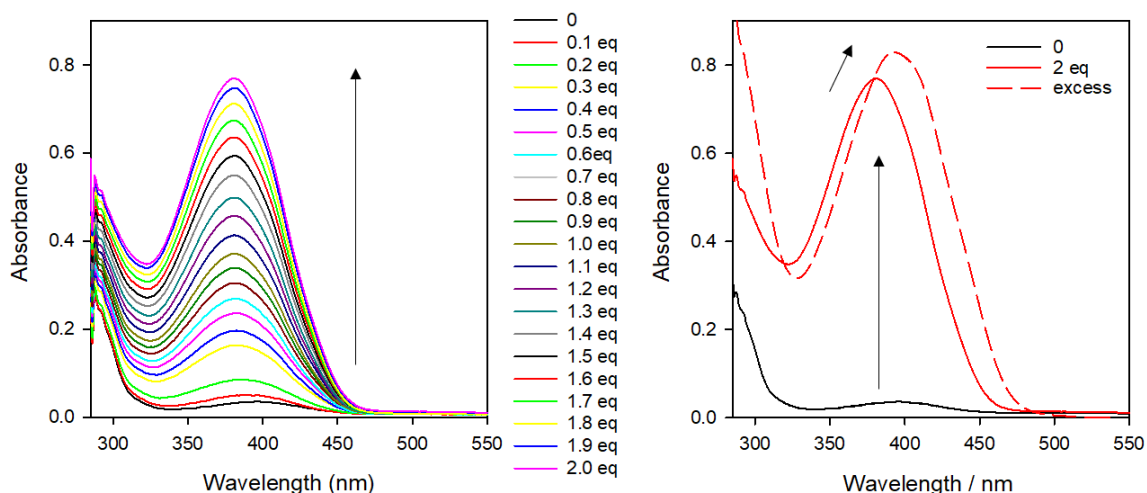 Absorbance
0.8
0.6
0.4
0.2
0.0
300
350
400
450
500
550
Wavelength (nm)
0
0.1 eq
0.2 eq
0.3 eq
0.4 eq
0.5 eq
0.6eq
0.7 eq
0.8 eq
0.9 eq
1.0 eq
1.1 eq
1.2 eq
1.3 eq
1.4 eq
1.5 eq
1.6 eq
1.7 eq
1.8 eq
1.9 eq
2.0 eq
Absorbance
0.8
0.6
0.4
0.2
0.0
300
350
400
450
500
550
Wavelength / nm
0
2 eq
excess